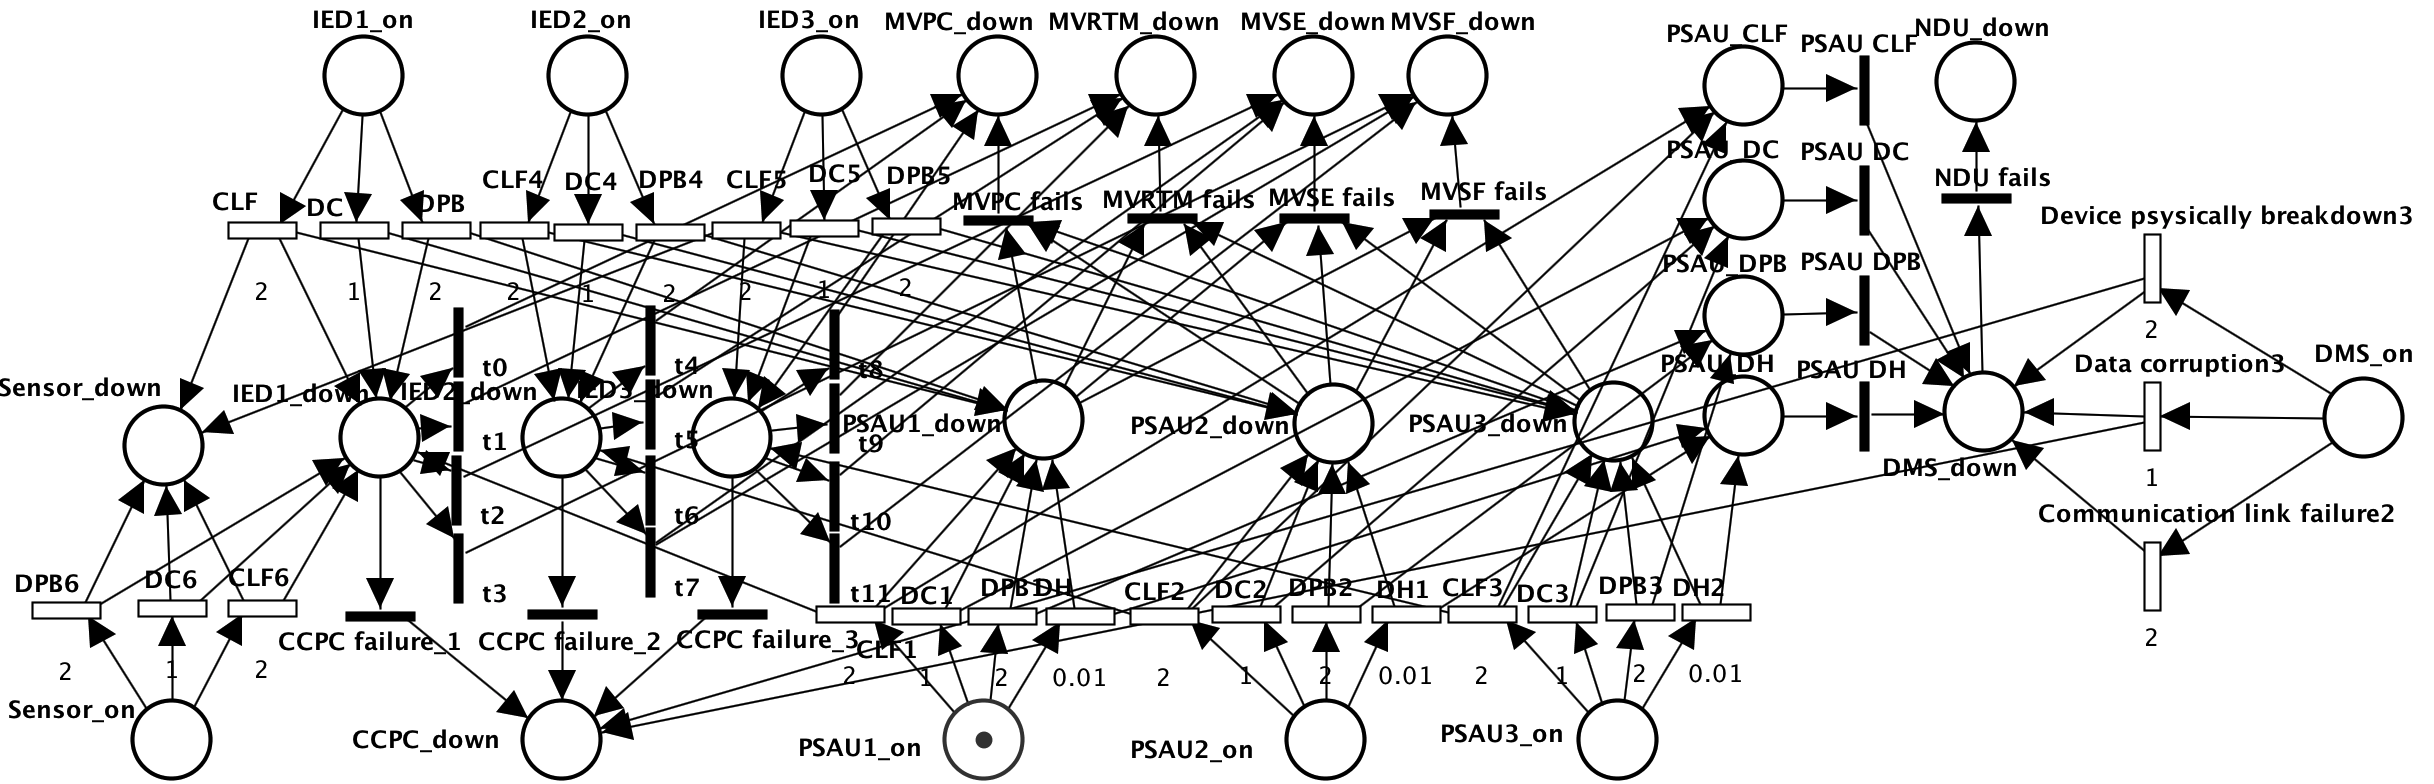 IED1_on
IED2_on
IED3_on
MVPC_down
MVRTM_down
MVSE_down
MVSF_down
PSAU_CLF
PSAU CLF
NDU_down
PSAU_DC
PSAU DC
NDU fails
CLF
DC
DPB
CLF4
DC4
DPB4
CLF5
DC5
DPB5
MVPC fails
MVRTM fails
MVSE fails
MVSF fails
Device psysically breakdown3
PSAU_DPB
PSAU DPB
2
1
2
2
1
2
2
1
2
2
Sensor_down
IED1_down
IED2_down
IED3_down
t0
t4
t8
PSAU_DH
PSAU DH
Data corruption3
DMS_on
PSAU1_down
PSAU2_down
PSAU3_down
t1
t5
t9
DMS_down
1
t2
t6
t10
Communication link failure2
DPB6
DC6
CLF6
t3
t7
t11
DC1
DPB1
DH
CLF2
DC2
DPB2
DH1
CLF3
DC3
DPB3
DH2
CCPC failure_1
CCPC failure_2
CCPC failure_3
CLF1
2
2
1
2
2
1
2
0.01
2
1
2
0.01
2
1
2
0.01
Sensor_on
CCPC_down
PSAU1_on
PSAU2_on
PSAU3_on